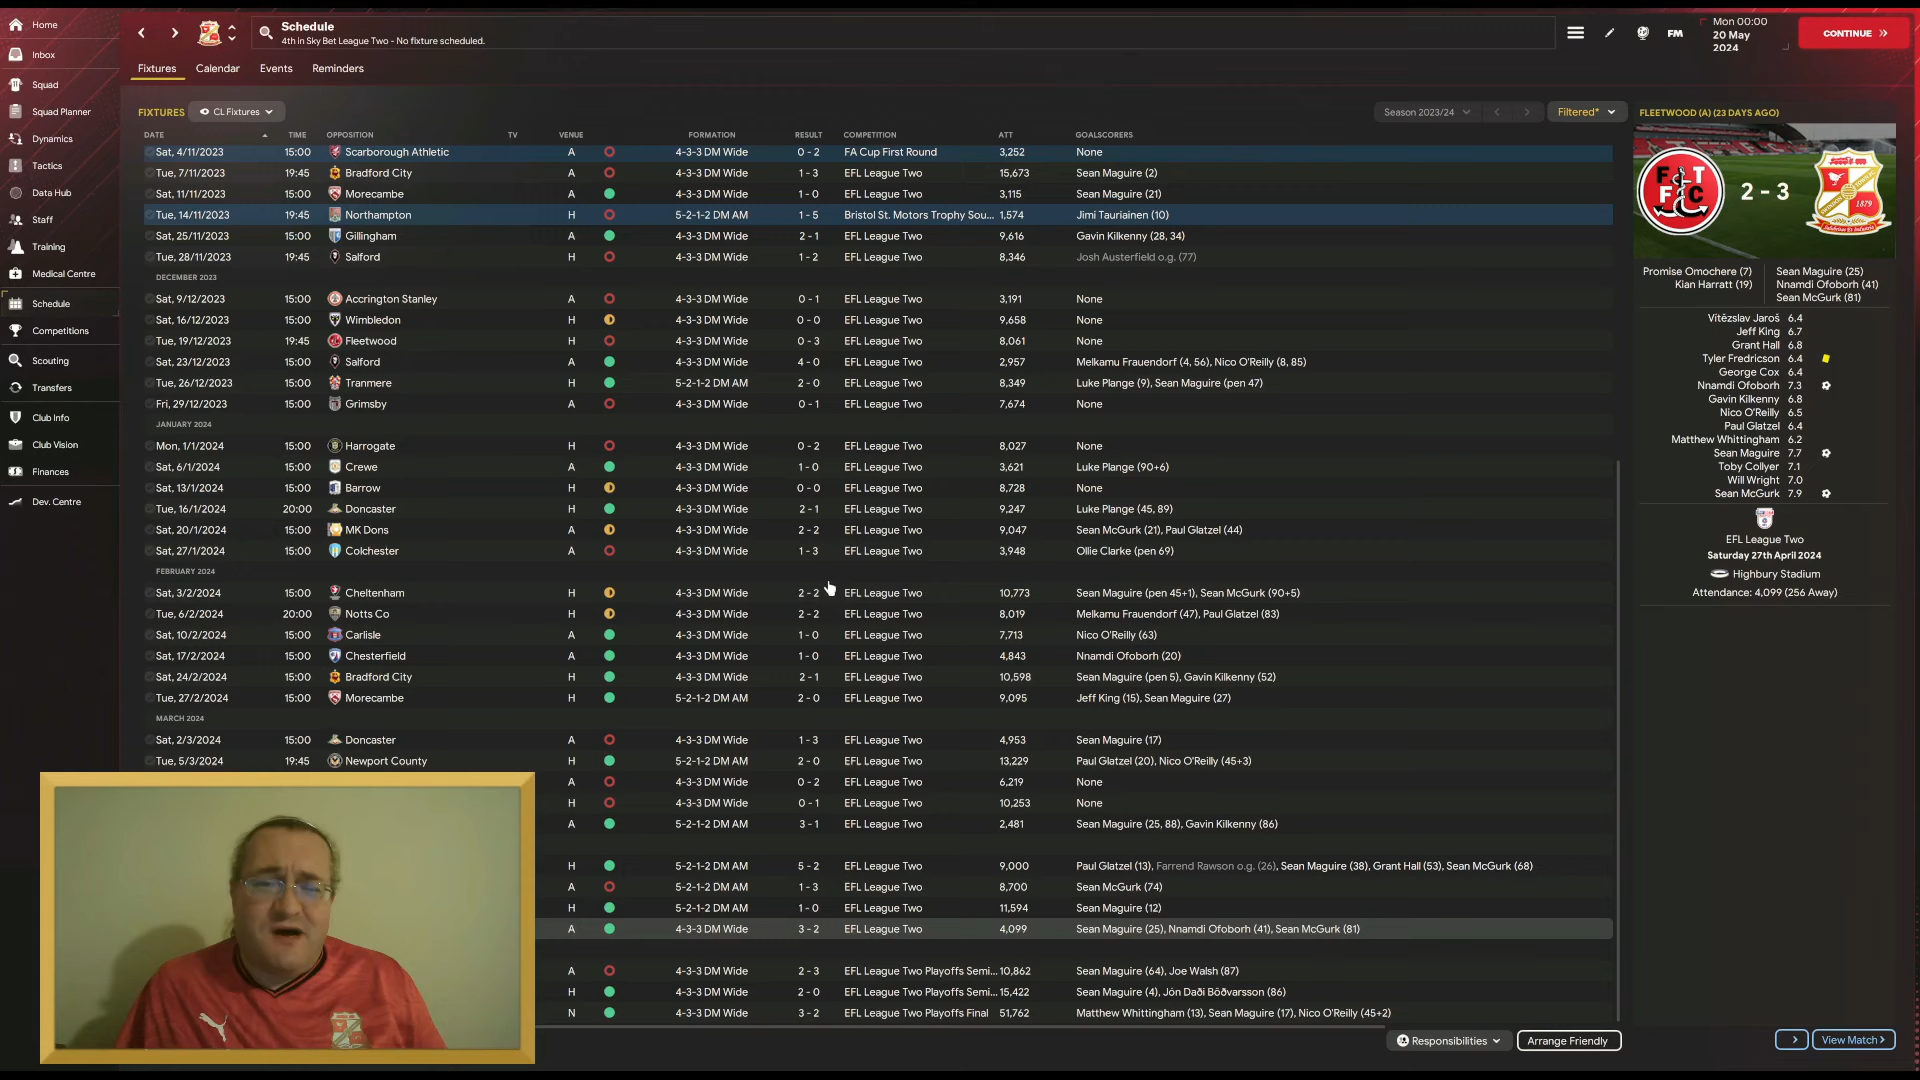 Home
Inbox
Squad
Squad Planner
Dynamics
Tactics
Data Hub
Staff
Training
Medical Centre
Schedule
Competitions
Scouting
Transfers
Club Info
Club Vision
Finances
Dev. Centre
Schedule
4th in Sky Bet League Two - No fixture scheduled.
FM
Mon 00:00
20 May
2024
CONTINUE
Fixtures Calendar Events Reminders
FIXTURES CL Fixtures Season 2023/24 Filtered*
DATE TIME OPPOSITION TV VENUE FORMATION RESULT COMPETITION ATT GOALSCORERS
Sat, 4/11/2023 15:00 Scarborough Athletic A 4-3-3 DM Wide 0 - 2 FA Cup First Round 3,252 None
Tue, 7/11/2023 19:45 Bradford City A 4-3-3 DM Wide 1 - 3 EFL League Two 15,673 Sean Maguire (2)
Sat, 11/11/2023 15:00 Morecambe A 4-3-3 DM Wide 1 - 0 EFL League Two 3,115 Sean Maguire (21)
Tue, 14/11/2023 19:45 Northampton H 5-2-1-2 DM AM 1 - 5 Bristol St. Motors Trophy Sou... 1,574 Jimi Tauriainen (10)
Sat, 25/11/2023 15:00 Gillingham A 4-3-3 DM Wide 2 - 1 EFL League Two 9,616 Gavin Kilkenny (28, 34)
Tue, 28/11/2023 19:45 Salford H 4-3-3 DM Wide 1 - 2 EFL League Two 8,346 Josh Austerfield o.g. (77)
DECEMBER 2023
Sat, 9/12/2023 15:00 Accrington Stanley A 4-3-3 DM Wide 0 - 1 EFL League Two 3,191 None
Sat, 16/12/2023 15:00 Wimbledon H 4-3-3 DM Wide 0 - 0 EFL League Two 9,658 None
Tue, 19/12/2023 19:45 Fleetwood H 4-3-3 DM Wide 0 - 3 EFL League Two 8,061 None
Sat, 23/12/2023 15:00 Salford A 4-3-3 DM Wide 4 - 0 EFL League Two 2,957 Melkamu Frauendorf (4, 56), Nico O'Reilly (8, 85)
Tue, 26/12/2023 15:00 Tranmere H 5-2-1-2 DM AM 2 - 0 EFL League Two 8,349 Luke Plange (9), Sean Maguire (pen 47)
Fri, 29/12/2023 15:00 Grimsby A 4-3-3 DM Wide 0 - 1 EFL League Two 7,674 None
JANUARY 2024
Mon, 1/1/2024 15:00 Harrogate H 4-3-3 DM Wide 0 - 2 EFL League Two 8,027 None
Sat, 6/1/2024 15:00 Crewe A 4-3-3 DM Wide 1 - 0 EFL League Two 3,621 Luke Plange (90+6)
Sat, 13/1/2024 15:00 Barrow H 4-3-3 DM Wide 0 - 0 EFL League Two 8,728 None
Tue, 16/1/2024 20:00 Doncaster H 4-3-3 DM Wide 2 - 1 EFL League Two 9,247 Luke Plange (45, 89)
Sat, 20/1/2024 15:00 MK Dons A 4-3-3 DM Wide 2 - 2 EFL League Two 9,047 Sean McGurk (21), Paul Glatzel (44)
Sat, 27/1/2024 15:00 Colchester A 4-3-3 DM Wide 1 - 3 EFL League Two 3,948 Ollie Clarke (pen 69)
FEBRUARY 2024
Sat, 3/2/2024 15:00 Cheltenham H 4-3-3 DM Wide 2 - 2 EFL League Two 10,773 Sean Maguire (pen 45+1), Sean McGurk (90+5)
Tue, 6/2/2024 20:00 Notts Co H 4-3-3 DM Wide 2 - 2 EFL League Two 8,019 Melkamu Frauendorf (47), Paul Glatzel (83)
Sat, 10/2/2024 15:00 Carlisle A 4-3-3 DM Wide 1 - 0 EFL League Two 7,713 Nico O'Reilly (63)
Sat, 17/2/2024 15:00 Chesterfield A 4-3-3 DM Wide 1 - 0 EFL League Two 4,843 Nnamdi Ofoborh (20)
Sat, 24/2/2024 15:00 Bradford City H 4-3-3 DM Wide 2 - 1 EFL League Two 10,598 Sean Maguire (pen 5), Gavin Kilkenny (52)
Tue, 27/2/2024 15:00 Morecambe H 5-2-1-2 DM AM 2 - 0 EFL League Two 9,095 Jeff King (15), Sean Maguire (27)
MARCH 2024
Sat, 2/3/2024 15:00 Doncaster A 4-3-3 DM Wide 1 - 3 EFL League Two 4,953 Sean Maguire (17)
Tue, 5/3/2024 19:45 Newport County H 5-2-1-2 DM AM 2 - 0 EFL League Two 13,229 Paul Glatzel (20), Nico O'Reilly (45+3)
A 4-3-3 DM Wide 0 - 2 EFL League Two 6,219 None
H 4-3-3 DM Wide 0 - 1 EFL League Two 10,253 None
A 5-2-1-2 DM AM 3 - 1 EFL League Two 2,481 Sean Maguire (25, 88), Gavin Kilkenny (86)
H 5-2-1-2 DM AM 5 - 2 EFL League Two 9,000 Paul Glatzel (13), Farrend Rawson o.g. (26), Sean Maguire (38), Grant Hall (53), Sean McGurk (68)
A 5-2-1-2 DM AM 1 - 3 EFL League Two 8,700 Sean McGurk (74)
H 5-2-1-2 DM AM 1 - 0 EFL League Two 11,594 Sean Maguire (12)
A 4-3-3 DM Wide 3 - 2 EFL League Two 4,099 Sean Maguire (25), Nnamdi Ofoborh (41), Sean McGurk (81)
A 4-3-3 DM Wide 2 - 3 EFL League Two Playoffs Semi... 10,862 Sean Maguire (64), Joe Walsh (87)
H 4-3-3 DM Wide 2 - 0 EFL League Two Playoffs Semi... 15,422 Sean Maguire (4), Jón Daði Böðvarsson (86)
N 4-3-3 DM Wide 3 - 2 EFL League Two Playoffs Final 51,762 Matthew Whittingham (13), Sean Maguire (17), Nico O'Reilly (45+2)
Responsibilities Arrange Friendly
FLEETWOOD (A) (23 DAYS AGO)
F T
F C
2 - 3
1879
Promise Omochere (7)
Kian Harratt (19)
Sean Maguire (25)
Nnamdi Ofoborh (41)
Sean McGurk (81)
Vítězslav Jaroš 6.4
Jeff King 6.7
Grant Hall 6.8
Tyler Fredricson 6.4
George Cox 6.4
Nnamdi Ofoborh 7.3
Gavin Kilkenny 6.8
Nico O'Reilly 6.5
Paul Glatzel 6.4
Matthew Whittingham 6.2
Sean Maguire 7.7
Toby Collyer 7.1
Will Wright 7.0
Sean McGurk 7.9
EFL League Two
Saturday 27th April 2024
Highbury Stadium
Attendance: 4,099 (256 Away)
View Match